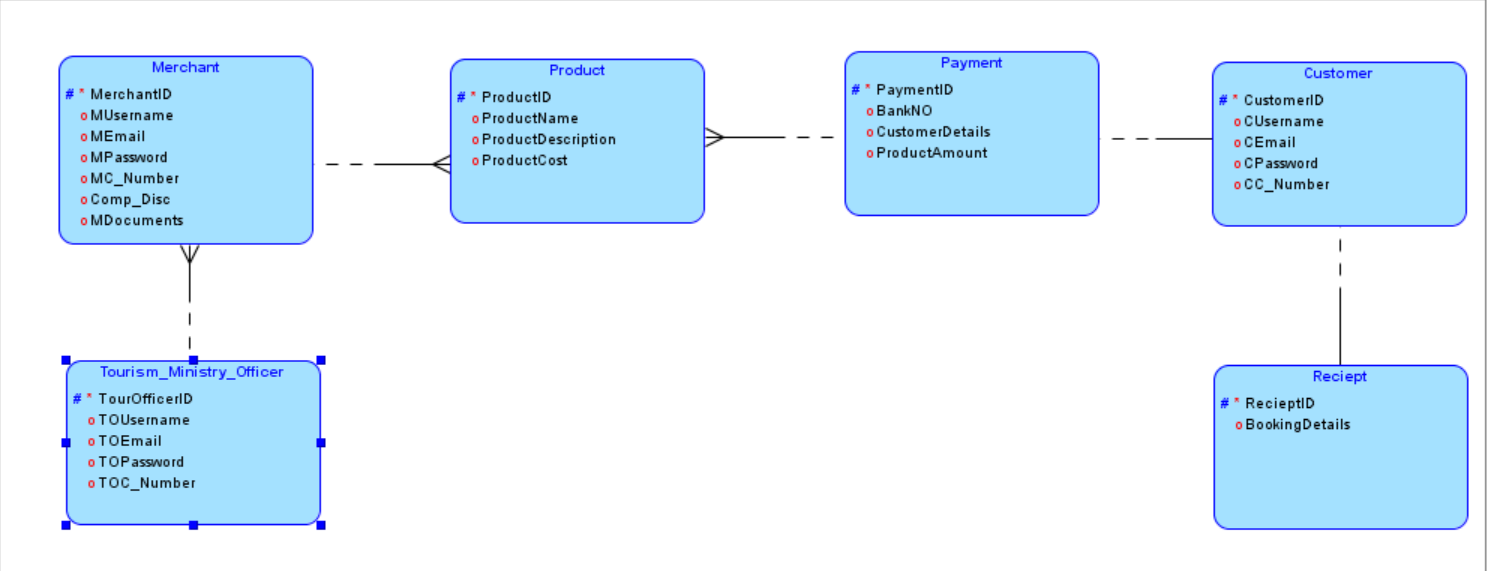 Merchant
# * MerchantID
o MUsername
o MEmail
o MPassword
o MC_Number
o Comp_Disc
o MDocuments
Product
# * ProductID
o ProductName
o ProductDescription
o ProductCost
Payment
# * PaymentID
o BankNO
o CustomerDetails
o ProductAmount
Customer
# * CustomerID
o CUsername
o CEmail
o CPassword
o CC_Number
Tourism_Ministry_Officer
# * TourOfficerID
o TOUsername
o TOEmail
o TOPassword
o TOC_Number
Reciept
# * RecieptID
o BookingDetails